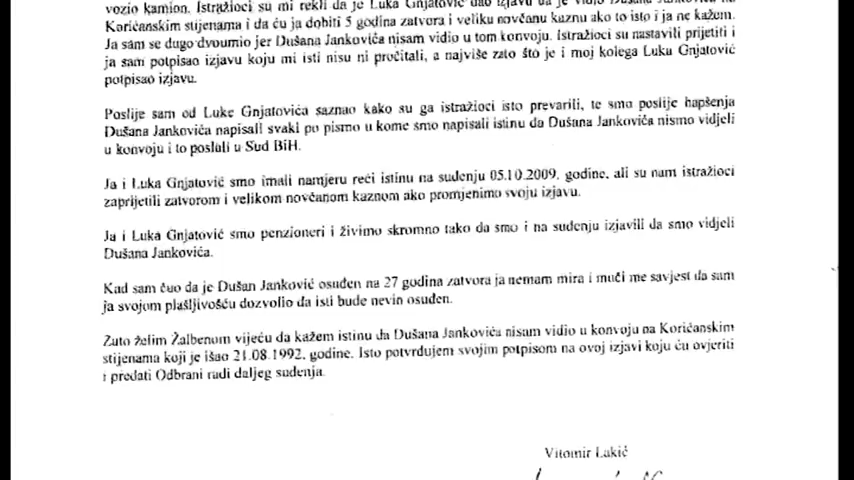 vozio kamion. Istražioci su mi rekli da je Luka Gnjatović dao izjavu da je vidio Dušana Jankovića na
Korićanskim stijenama i da ću ja dobiti 5 godina zatvora i veliku novčanu kaznu ako to isto i ja ne kažem.
Ja sam se dugo dvoumio jer Dušana Jankovića nisam vidio u tom konvoju. Istražioci su nastavili prijetiti i
ja sam potpisao izjavu koju mi isti nisu ni pročitali, a najviše zato što je i moj kolega Luka Gnjatović
potpisao izjavu.
Poslije sam od Luke Gnjatovića saznao kako su ga istražioci isto prevarili, te smo poslije hapšenja
Dušana Jankovića napisali svaki po pismo u kome smo napisali istinu da Dušana Jankovića nismo vidjeli
u konvoju i to poslali u Sud BiH.
Ja i Luka Gnjatović smo imali namjeru reći istinu na suđenju 05.10.2009. godine, ali su nam istražioci
zaprijetili zatvorom i velikom novčanom kaznom ako promjenimo svoju izjavu.
Ja i Luka Gnjatović smo penzioneri i živimo skromno tako da smo i na suđenju izjavili da smo vidjeli
Dušana Jankovića.
Kad sam čuo da je Dušan Janković osuđen na 27 godina zatvora ja nemam mira i muči me savjest da sam
ja svojom plašljivošću dozvolio da isti bude nevin osuđen.
Zato želim Žalbenom vijeću da kažem istinu da Dušana Jankovića nisam vidio u konvoju na Korićanskim
stijenama koji je išao 21.08.1992. godine. Isto potvrđujem svojim potpisom na ovoj izjavi koju ću ovjeriti
i predati Odbrani radi daljeg suđenja.
Vitomir Lakić